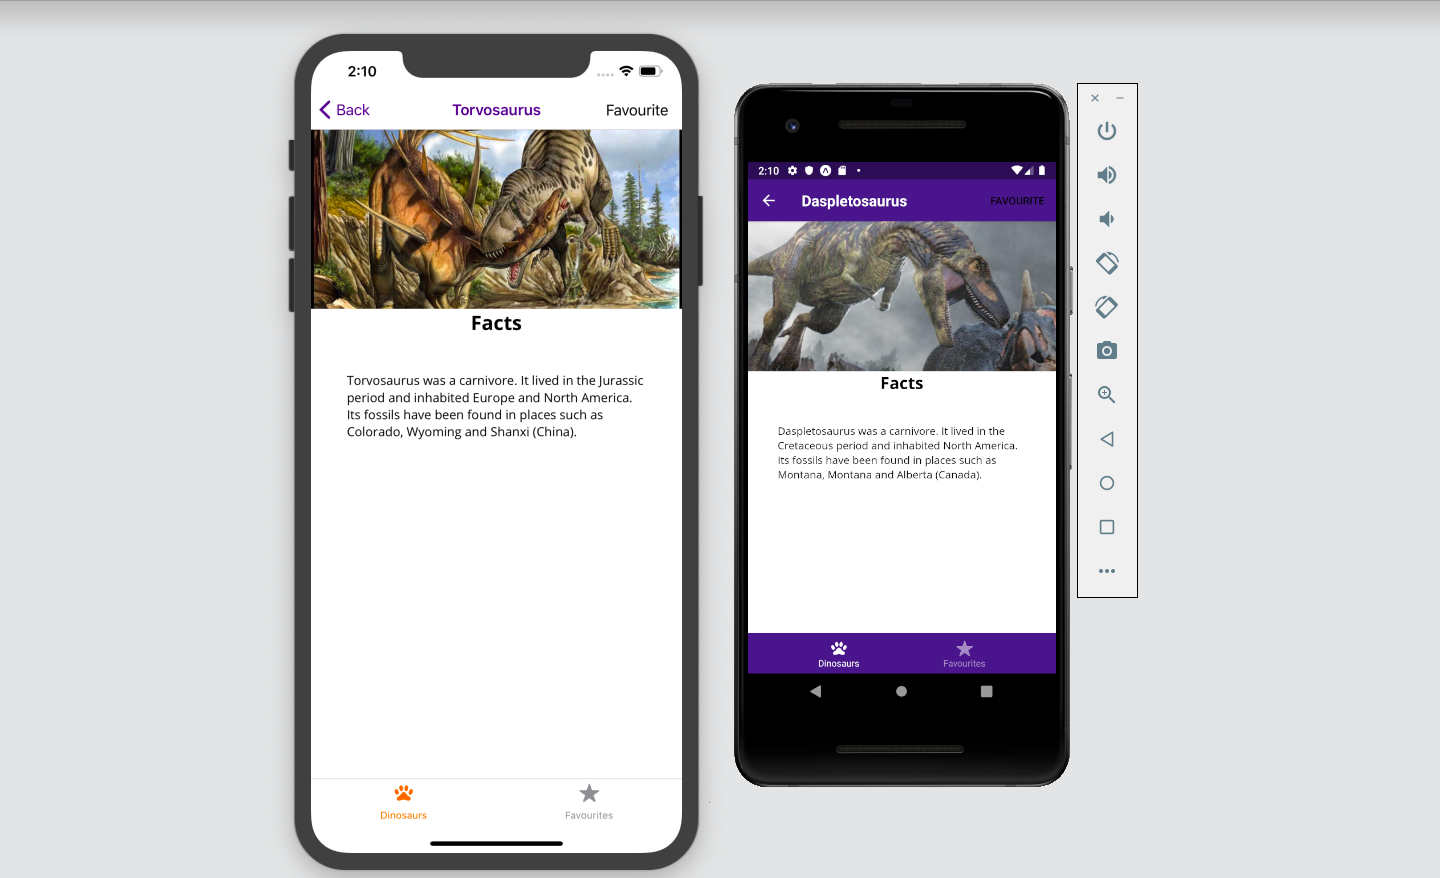 2:10
Back
Torvosaurus
Favourite
Facts
Torvosaurus was a carnivore. It lived in the Jurassic
period and inhabited Europe and North America.
Its fossils have been found in places such as
Colorado, Wyoming and Shanxi (China).
Dinosaurs
Favourites
2:10
Daspletosaurus
FAVOURITE
Facts
Daspletosaurus was a carnivore. It lived in the
Cretaceous period and inhabited North America.
Its fossils have been found in places such as
Montana, Montana and Alberta (Canada).
Dinosaurs
Favourites